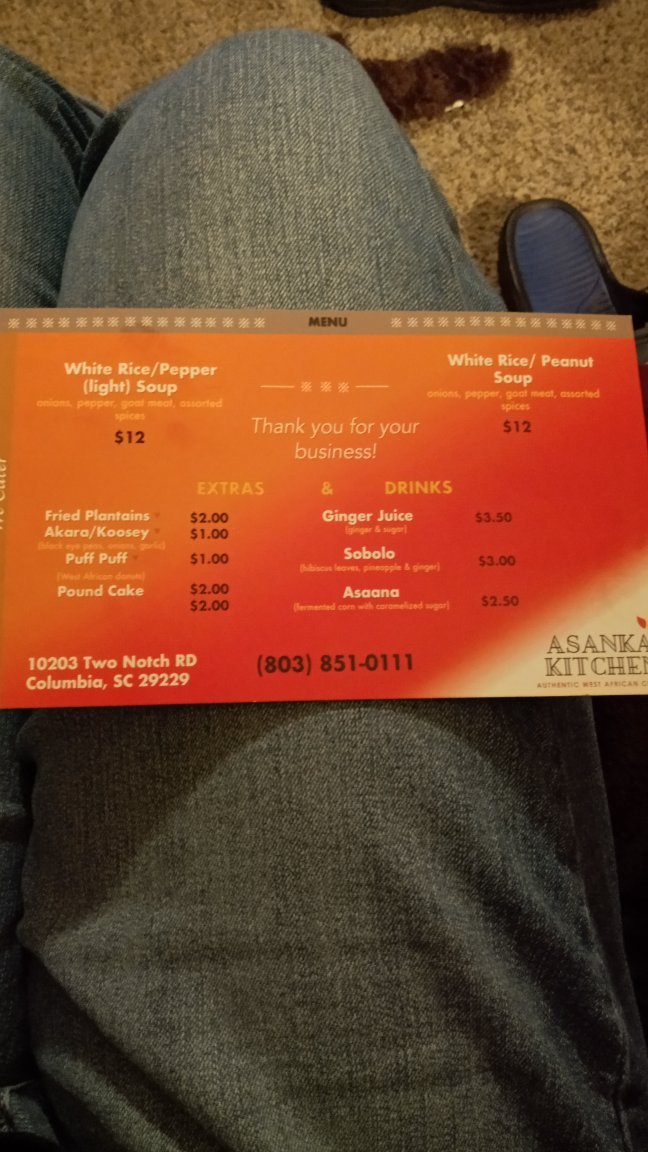 MENU
White Rice/Pepper
(light) Soup
onions, pepper, goat meat, assorted
spices
$12
Thank you for your
business!
White Rice/ Peanut
Soup
onions, pepper, goat meat, assorted
spices
$12
EXTRAS & DRINKS
Fried Plantains $2.00
Akara/Koosey $1.00
(black eye peas, onions, garlic)
Puff Puff $1.00
(West African donuts)
Pound Cake $2.00
$2.00
Ginger Juice $3.50
(ginger & sugar)
Sobolo $3.00
(hibiscus leaves, pineapple & ginger)
Asaana $2.50
(fermented corn with caramelized sugar)
10203 Two Notch RD
Columbia, SC 29229
(803) 851-0111
ASANKA
KITCHEN
AUTHENTIC WEST AFRICAN